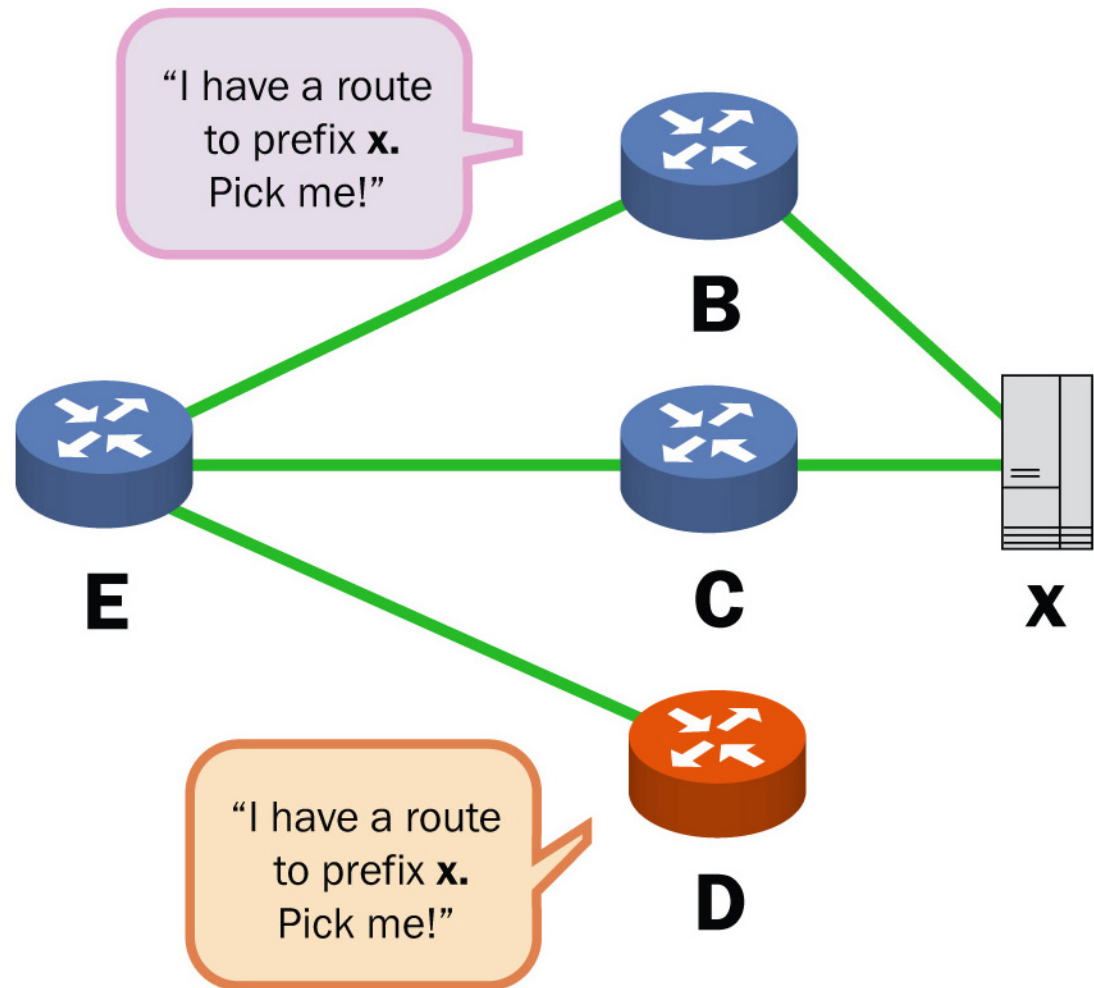 “I have a route
to prefix x.
Pick me!”
B
E
C
x
“I have a route
to prefix x.
Pick me!”
D